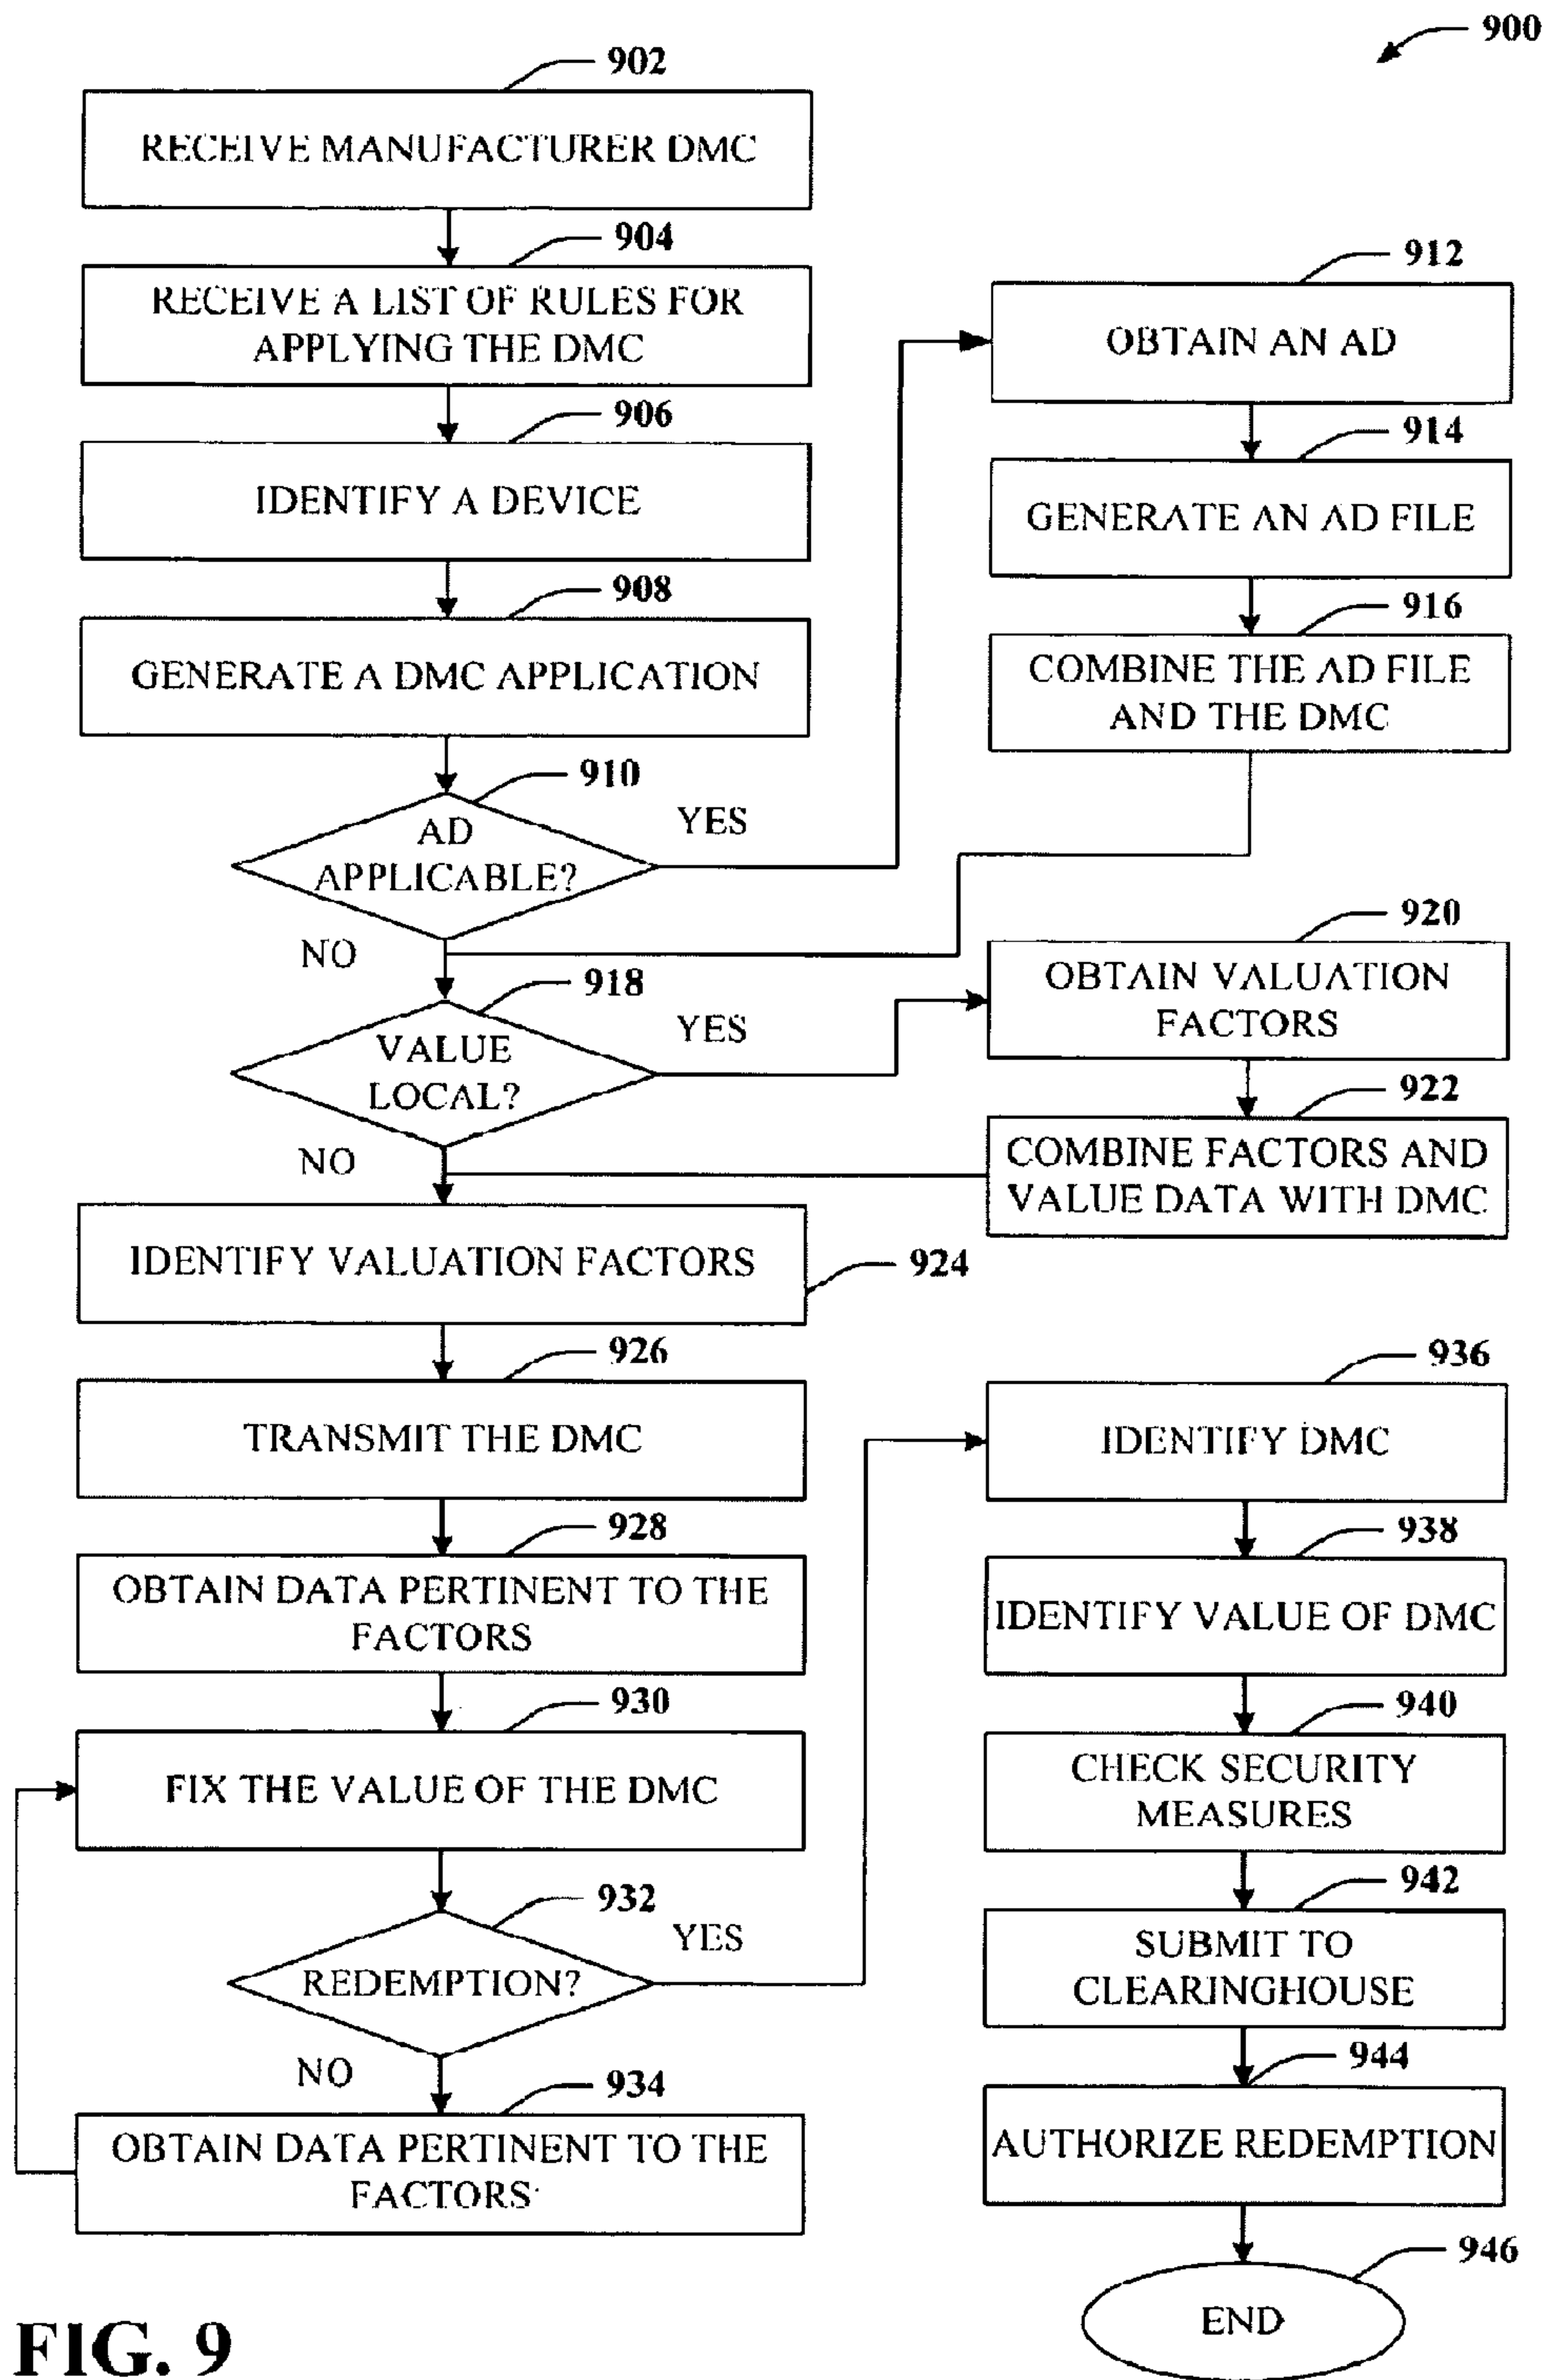 900
902
RECEIVE MANUFACTURER DMC
904
RECEIVE A LIST OF RULES FOR
APPLYING THE DMC
906
IDENTIFY A DEVICE
908
GENERATE A DMC APPLICATION
910
AD
APPLICABLE?
YES
NO
912
OBTAIN AN AD
914
GENERATE AN AD FILE
916
COMBINE THE AD FILE
AND THE DMC
918
VALUE
LOCAL?
YES
NO
920
OBTAIN VALUATION
FACTORS
922
COMBINE FACTORS AND
VALUE DATA WITH DMC
IDENTIFY VALUATION FACTORS
924
926
TRANSMIT THE DMC
928
OBTAIN DATA PERTINENT TO THE
FACTORS
930
FIX THE VALUE OF THE DMC
932
REDEMPTION?
YES
NO
934
OBTAIN DATA PERTINENT TO THE
FACTORS
936
IDENTIFY DMC
938
IDENTIFY VALUE OF DMC
940
CHECK SECURITY
MEASURES
942
SUBMIT TO
CLEARINGHOUSE
944
AUTHORIZE REDEMPTION
946
END
FIG. 9